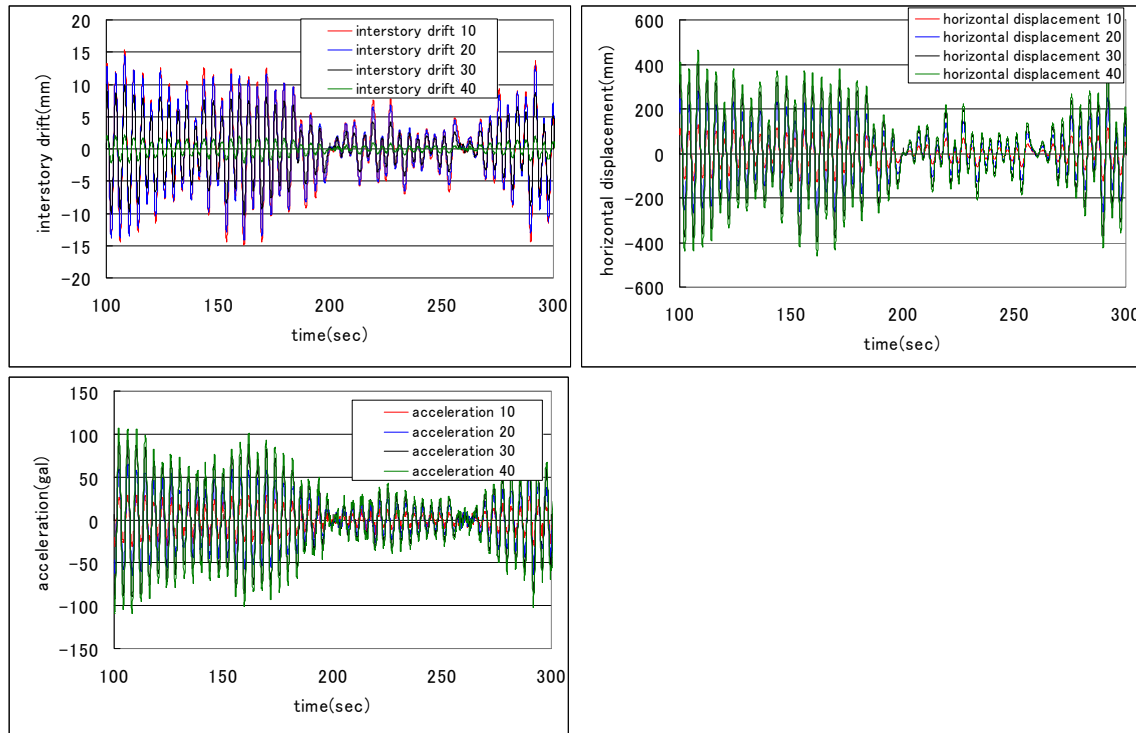 20
15
10
5
0
-5
-10
-15
-20
interstory drift(mm)
interstory drift 10
interstory drift 20
interstory drift 30
interstory drift 40
100 150 200 250 300
time(sec)
600
400
200
0
-200
-400
-600
horizontal displacement(mm)
horizontal displacement 10
horizontal displacement 20
horizontal displacement 30
horizontal displacement 40
100 150 200 250 300
time(sec)
150
100
50
0
-50
-100
-150
acceleration(gal)
acceleration 10
acceleration 20
acceleration 30
acceleration 40
100 150 200 250 300
time(sec)